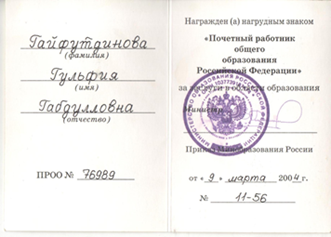 Гайфутдинова
(фамилия)
Гульфия
(имя)
Габдулловна
(отчество)
ПРОО № 76989
Награжден (а) нагрудным знаком
«Почетный работник
общего
образования
Российской Федерации»
за заслуги в области образования
Министр
Приказ Минобразования России
от «9» марта 2004 г.
№ 11-56